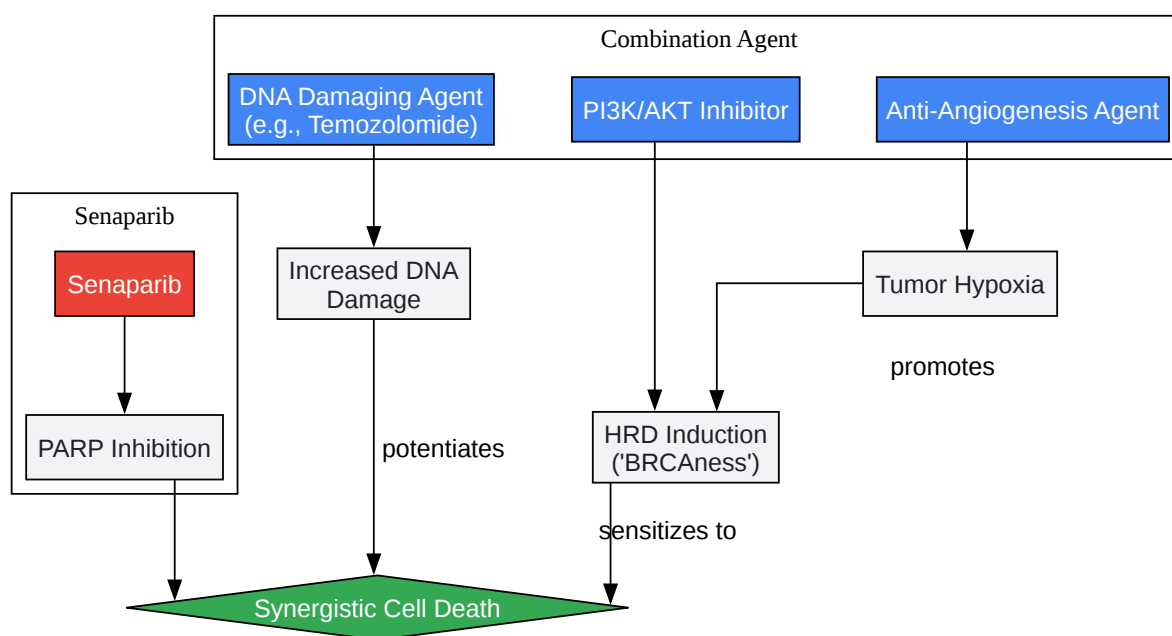 Combination Agent
DNA Damaging Agent
(e.g., Temozolomide)
PI3K/AKT Inhibitor
Anti-Angiogenesis Agent
Senaparib
Senaparib
Increased DNA
Damage
Tumor Hypoxia
promotes
PARP Inhibition
potentiates
HRD Induction
('BRCAness')
sensitizes to
Synergistic Cell Death